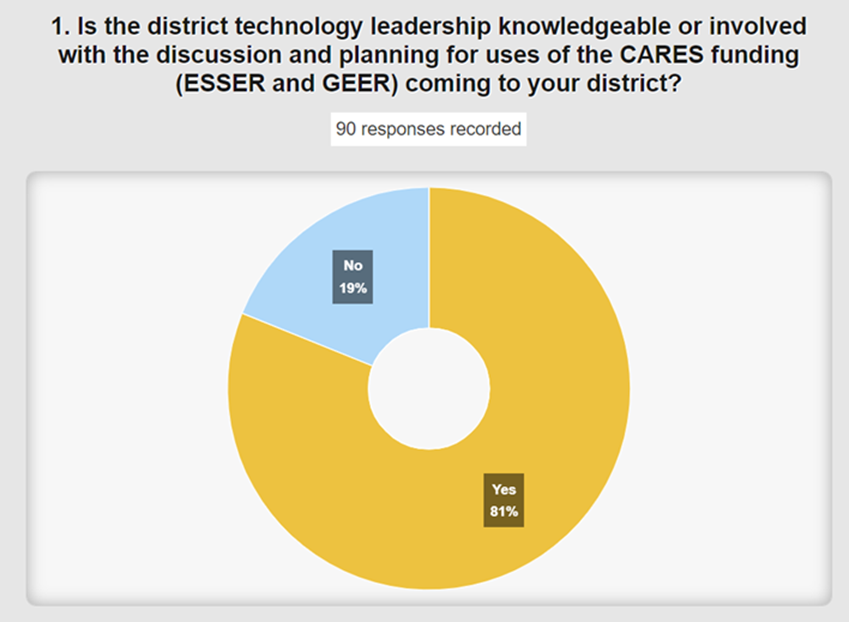 1. Is the district technology leadership knowledgeable or involved
with the discussion and planning for uses of the CARES funding
(ESSER and GEER) coming to your district?
90 responses recorded
No
19%
Yes
81%